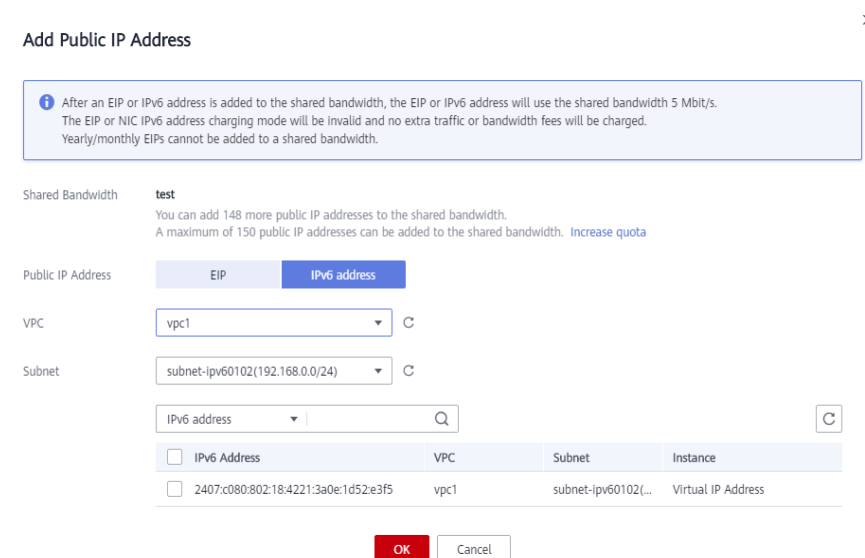 Add Public IP Address
After an EIP or IPv6 address is added to the shared bandwidth, the EIP or IPv6 address will use the shared bandwidth 5 Mbit/s.
The EIP or NIC IPv6 address charging mode will be invalid and no extra traffic or bandwidth fees will be charged.
Yearly/monthly EIPs cannot be added to a shared bandwidth.
Shared Bandwidth test
You can add 148 more public IP addresses to the shared bandwidth.
A maximum of 150 public IP addresses can be added to the shared bandwidth. Increase quota
Public IP Address EIP IPv6 address
VPC vpc1
Subnet subnet-ipv60102(192.168.0.0/24)
IPv6 address
IPv6 Address VPC Subnet Instance
2407:c080:802:18:4221:3a0e:1d52:e3f5 vpc1 subnet-ipv60102(... Virtual IP Address
OK Cancel